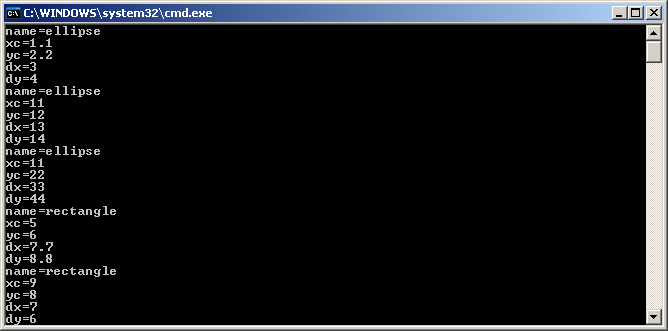 C:\WINDOWS\system32\cmd.exe
name=ellipse
xc=1.1
yc=2.2
dx=3
dy=4
name=ellipse
xc=11
yc=12
dx=13
dy=14
name=ellipse
xc=11
yc=22
dx=33
dy=44
name=rectangle
xc=5
yc=6
dx=7.7
dy=8.8
name=rectangle
xc=9
yc=8
dx=7
dy=6